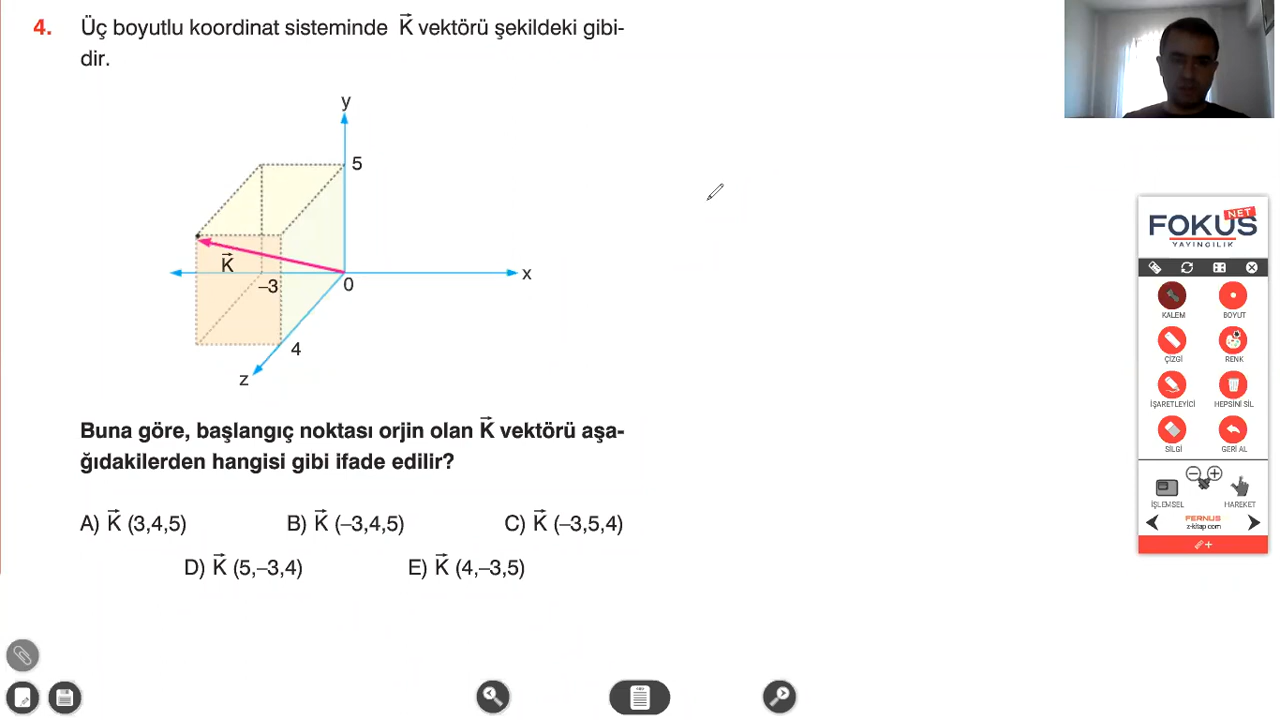 4. Üç boyutlu koordinat sisteminde K⃗ vektörü şekildeki gibi-
dir.
y
5
K⃗
x
–3
0
4
z
Buna göre, başlangıç noktası orjin olan K⃗ vektörü aşa-
ğıdakilerden hangisi gibi ifade edilir?
A) K⃗ (3,4,5) B) K⃗ (–3,4,5) C) K⃗ (–3,5,4)
D) K⃗ (5,–3,4) E) K⃗ (4,–3,5)
FOKUS NET
YAYINCILIK
KALEM BOYUT
ÇİZGİ RENK
İŞARETLEYİCİ HEPSİNİ SİL
SİLGİ GERİ AL
İŞLEMSEL HAREKET
FERNUS
z-kitap.com